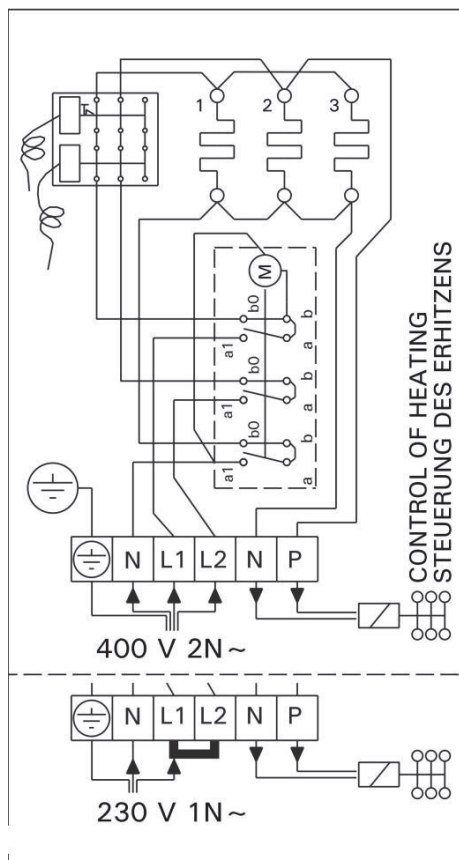 1 2 3
T
M
b0 b
a1 a
b0 b
a1 a
b0 b
a1 a
CONTROL OF HEATING
STEUERUNG DES ERHITZENS
N L1 L2 N P
400 V 2N~
N L1 L2 N P
230 V 1N~